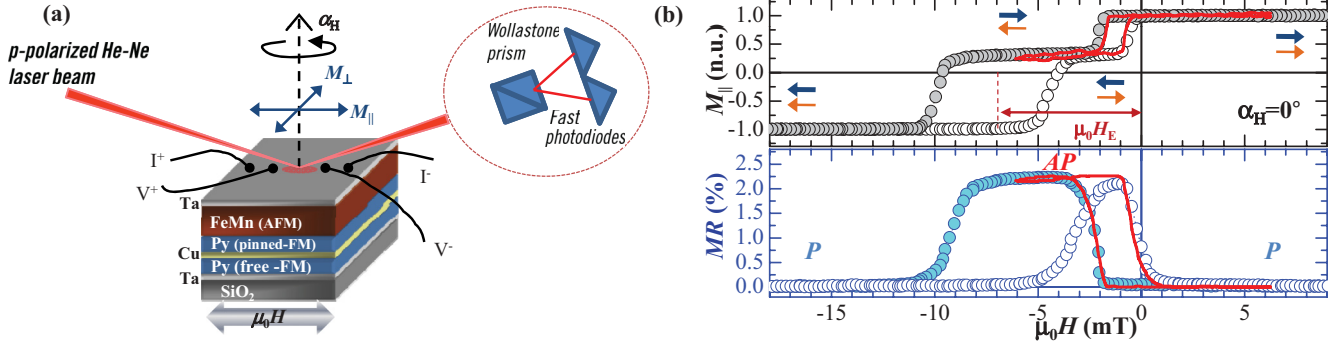 (a)
α_H
p-polarized He-Ne
laser beam
M⊥
M||
Wollastone
prism
Fast
photodiodes
I⁺
V⁺
I⁻
V⁻
Ta
FeMn (AFM)
Py (pinned-FM)
Cu
Py (free -FM)
Ta
SiO₂
μ₀H
(b)
M|| (n.u.)
1.0
0.5
0.0
-0.5
-1.0
μ₀H_E
α_H=0°
MR (%)
2.5
2.0
1.5
1.0
0.5
0.0
AP
P
P
-15
-10
-5
0
5
μ₀H (mT)